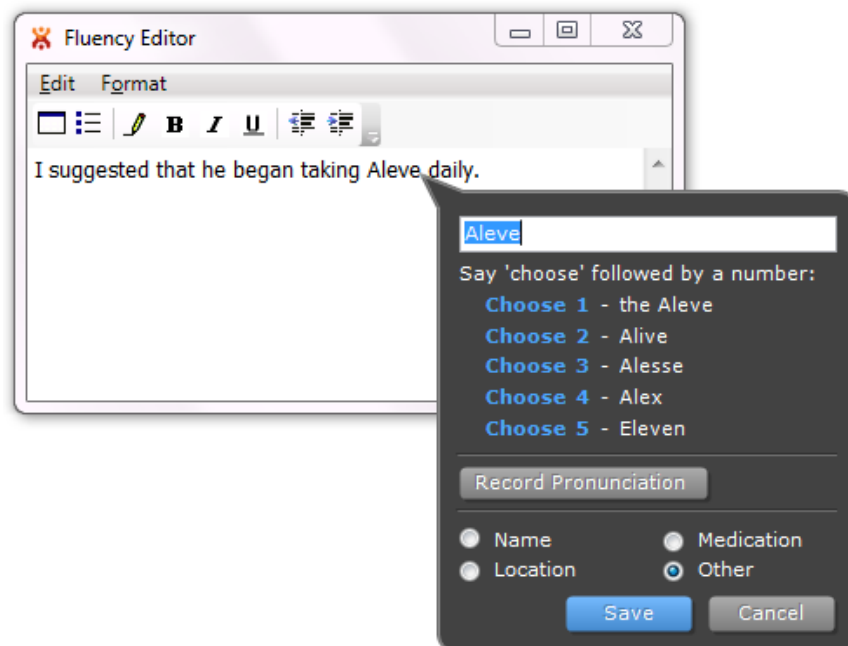 Fluency Editor
Edit Format
B I U
I suggested that he began taking Aleve daily.
Aleve
Say 'choose' followed by a number:
Choose 1 - the Aleve
Choose 2 - Alive
Choose 3 - Alesse
Choose 4 - Alex
Choose 5 - Eleven
Record Pronunciation
Name Medication
Location Other
Save Cancel